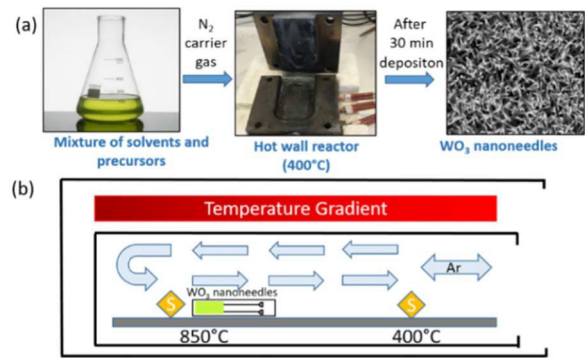 (a)
N₂
carrier
gas
After
30 min
depositon
Mixture of solvents and
precursors
Hot wall reactor
(400°C)
WO₃ nanoneedles
(b)
Temperature Gradient
Ar
WO₃ nanoneedles
S
S
850°C
400°C